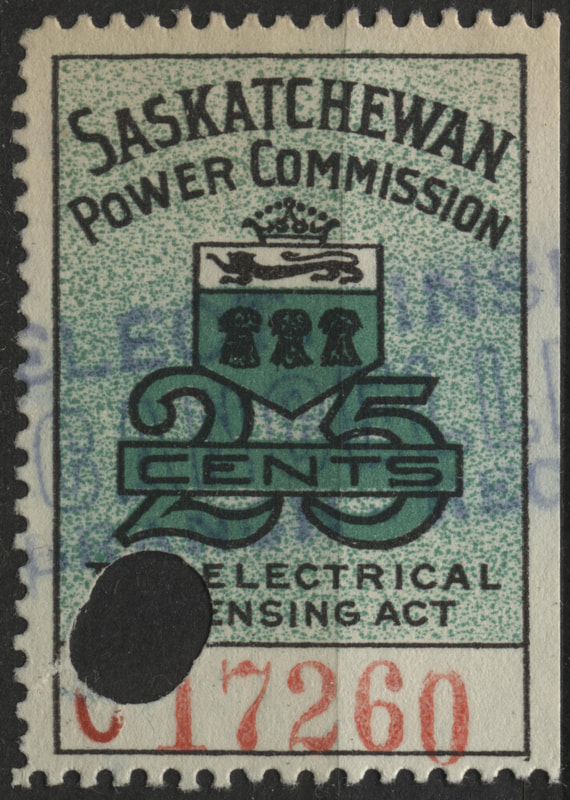 SASKATCHEWAN
POWER COMMISSION
25
CENTS
ELECTRICAL
ENSING ACT
17260